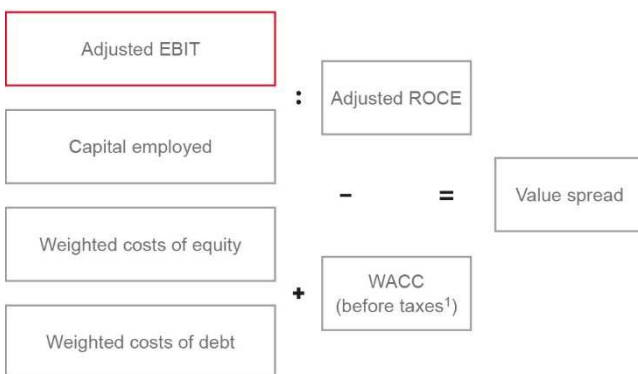 Adjusted EBIT
:
Adjusted ROCE
Capital employed
–
=
Value spread
Weighted costs of equity
+
WACC
(before taxes¹)
Weighted costs of debt